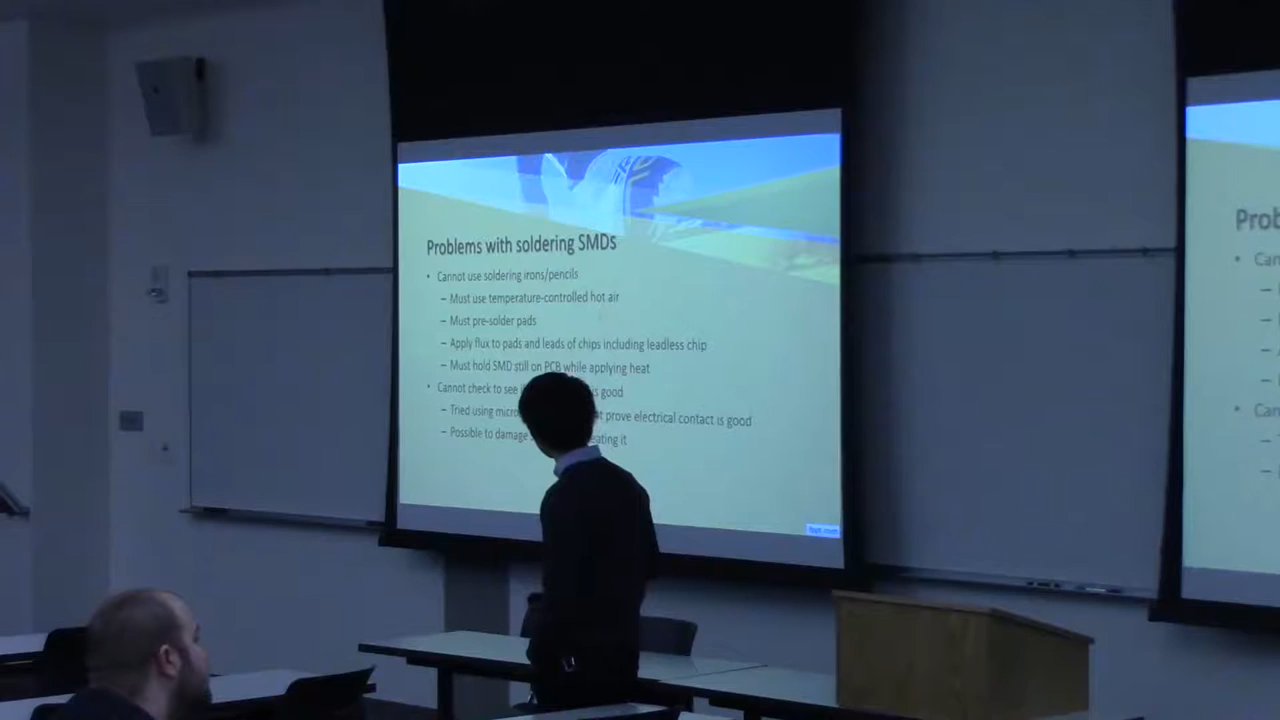 Problems with soldering SMDs
• Cannot use soldering irons/pencils
– Must use temperature-controlled hot air
– Must pre-solder pads
– Apply flux to pads and leads of chips including leadless chip
– Must hold SMD still on PCB while applying heat
• Cannot check to see is good
– Tried using prove electrical contact is good
– Possible to damage it
Prob
• Can
–
–
–
–
• Can
–
–